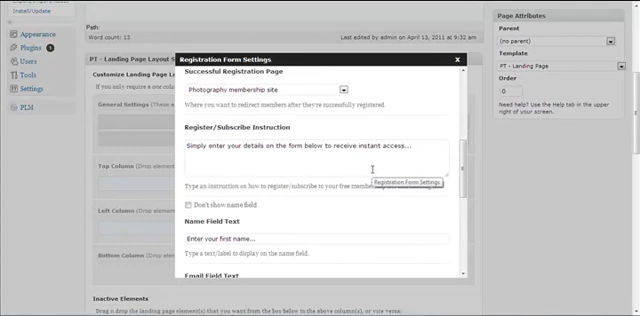 Install/Update
Appearance
Plugins 1
Users
Tools
Settings
PLM
Path:
Word count: 13
Last edited by admin on April 13, 2011 at 9:32 am
PT - Landing Page Layout S
Customize Landing Page La
If you only require a one co
General Settings (These e
Top Column (Drop elemen
Left Column (Drop elemen
Bottom Column (Drop ele
Inactive Elements
Drag n drop the landing page element(s) that you want from the box below to the above column(s), or vice versa:
Registration Form Settings
X
Successful Registration Page
Photography membership site
Where you want to redirect members after they're successfully registered.
Register/Subscribe Instruction
Simply enter your details on the form below to receive instant access...
Registration Form Settings
Type an instruction on how to register/subscribe to your free
Don't show name field
Name Field Text
Enter your first name...
Type a text/label to display on the name field.
Email Field Text
Page Attributes
Parent
(no parent)
Template
PT - Landing Page
Order
0
Need help? Use the Help tab in the upper
right of your screen.